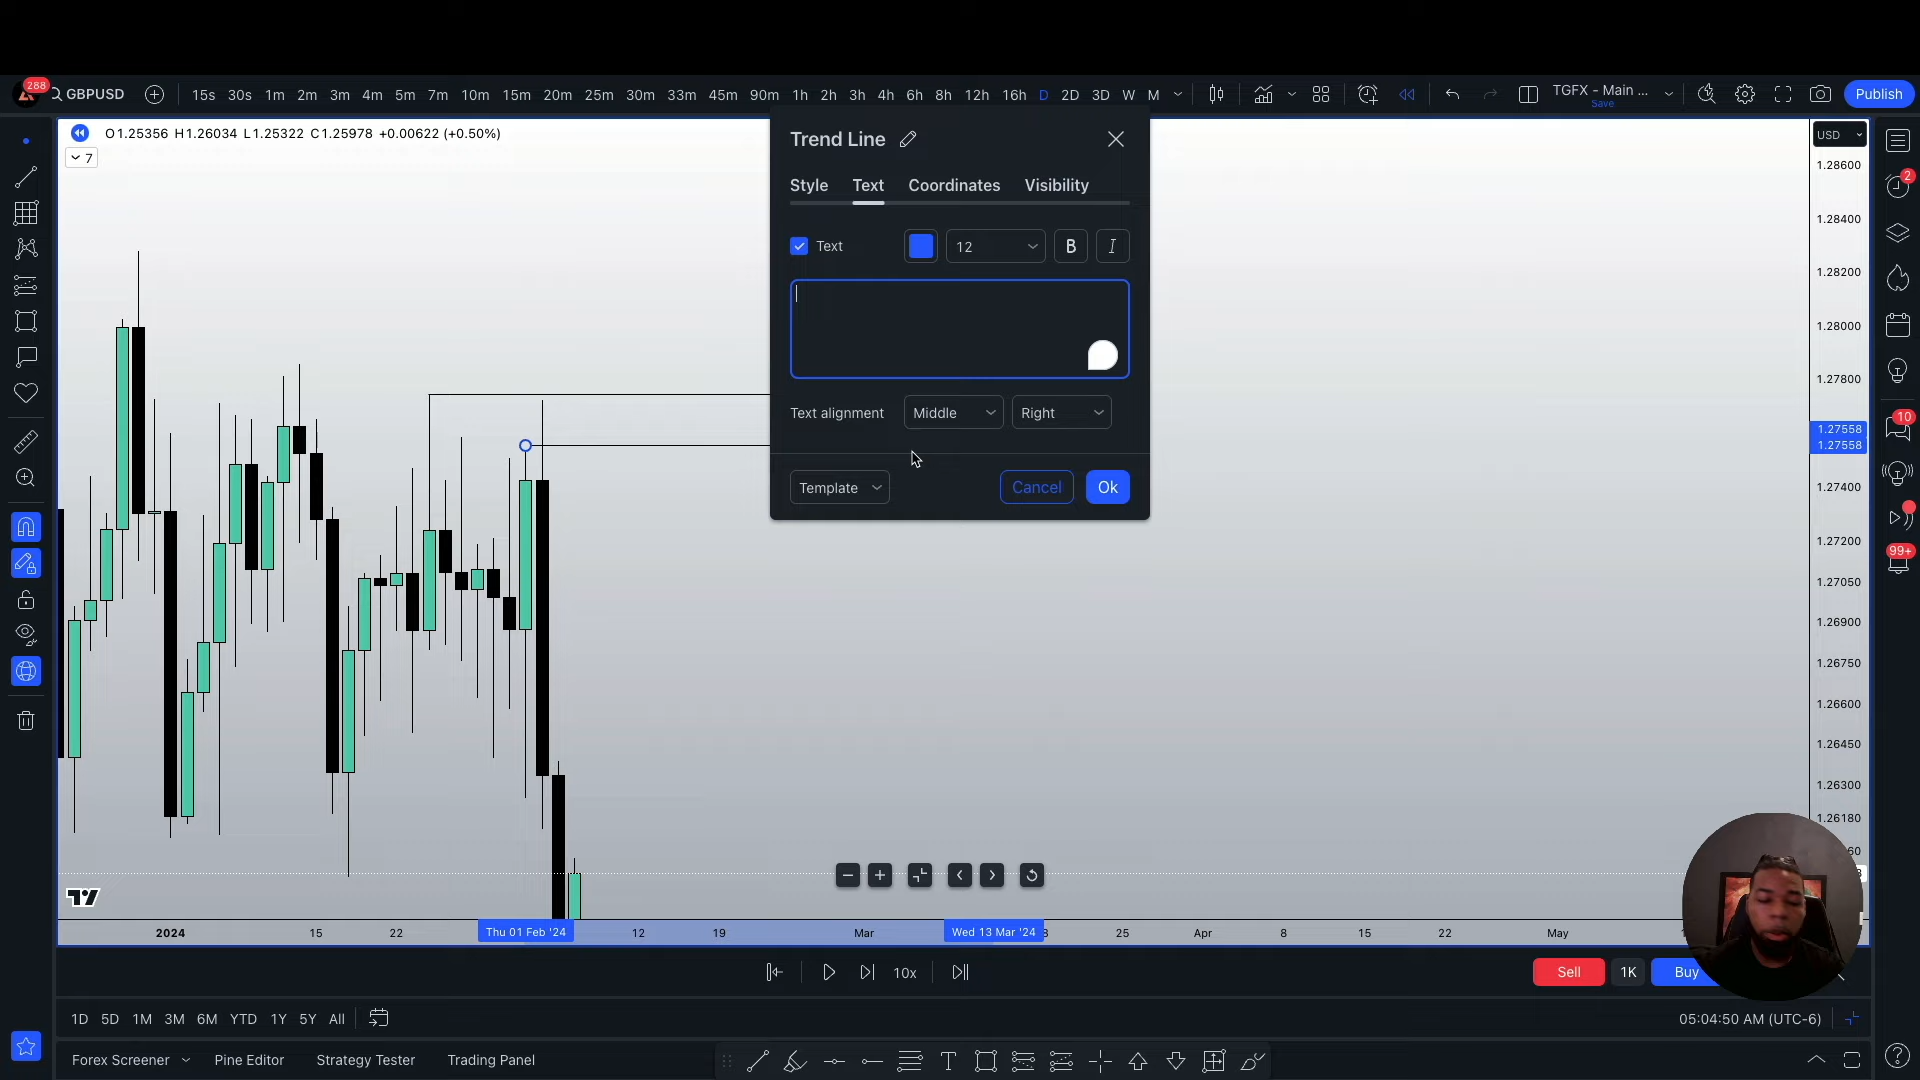 288
GBPUSD
15s 30s 1m 2m 3m 4m 5m 7m 10m 15m 20m 25m 30m 33m 45m 90m 1h 2h 3h 4h 6h 8h 12h 16h D 2D 3D W M
TGFX - Main ...
Save
Publish
O1.25356 H1.26034 L1.25322 C1.25978 +0.00622 (+0.50%)
7
Trend Line
Style Text Coordinates Visibility
Text
12
B
I
Text alignment
Middle
Right
Template
Cancel
Ok
USD
1.28600
1.28400
1.28200
1.28000
1.27800
1.27558
1.27558
1.27400
1.27200
1.27050
1.26900
1.26750
1.26600
1.26450
1.26300
1.26180
2
10
99+
2024
15
22
Thu 01 Feb '24
12
19
Mar
Wed 13 Mar '24
25
Apr
8
15
22
May
10x
Sell
1K
Buy
1D 5D 1M 3M 6M YTD 1Y 5Y All
05:04:50 AM (UTC-6)
Forex Screener
Pine Editor
Strategy Tester
Trading Panel